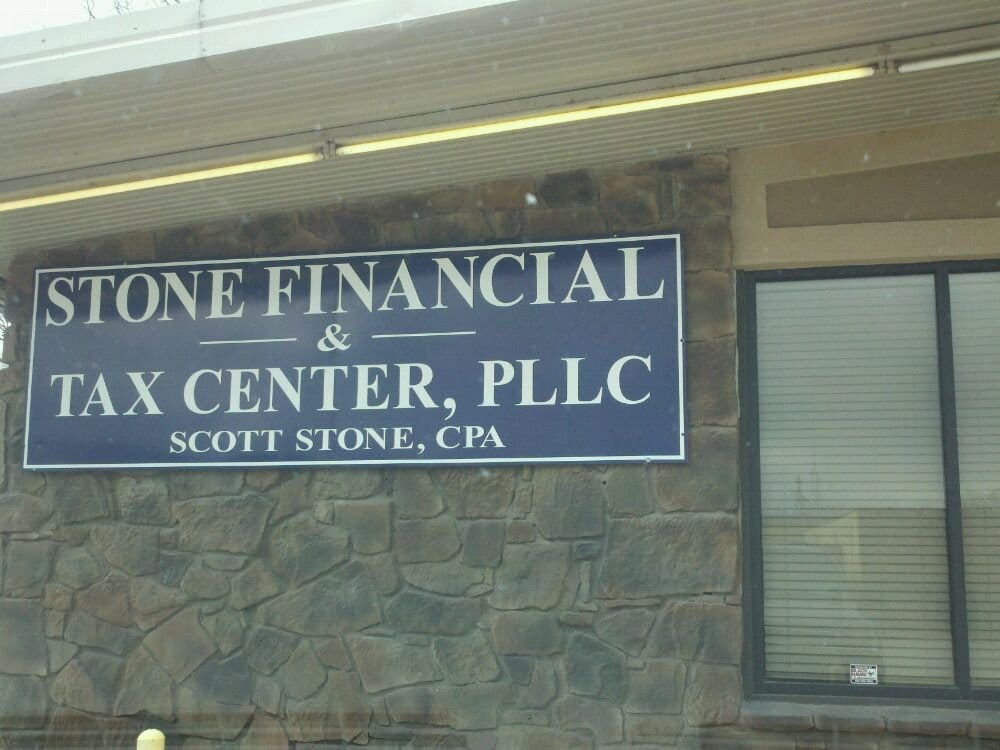 STONE FINANCIAL
&
TAX CENTER, PLLC
SCOTT STONE, CPA